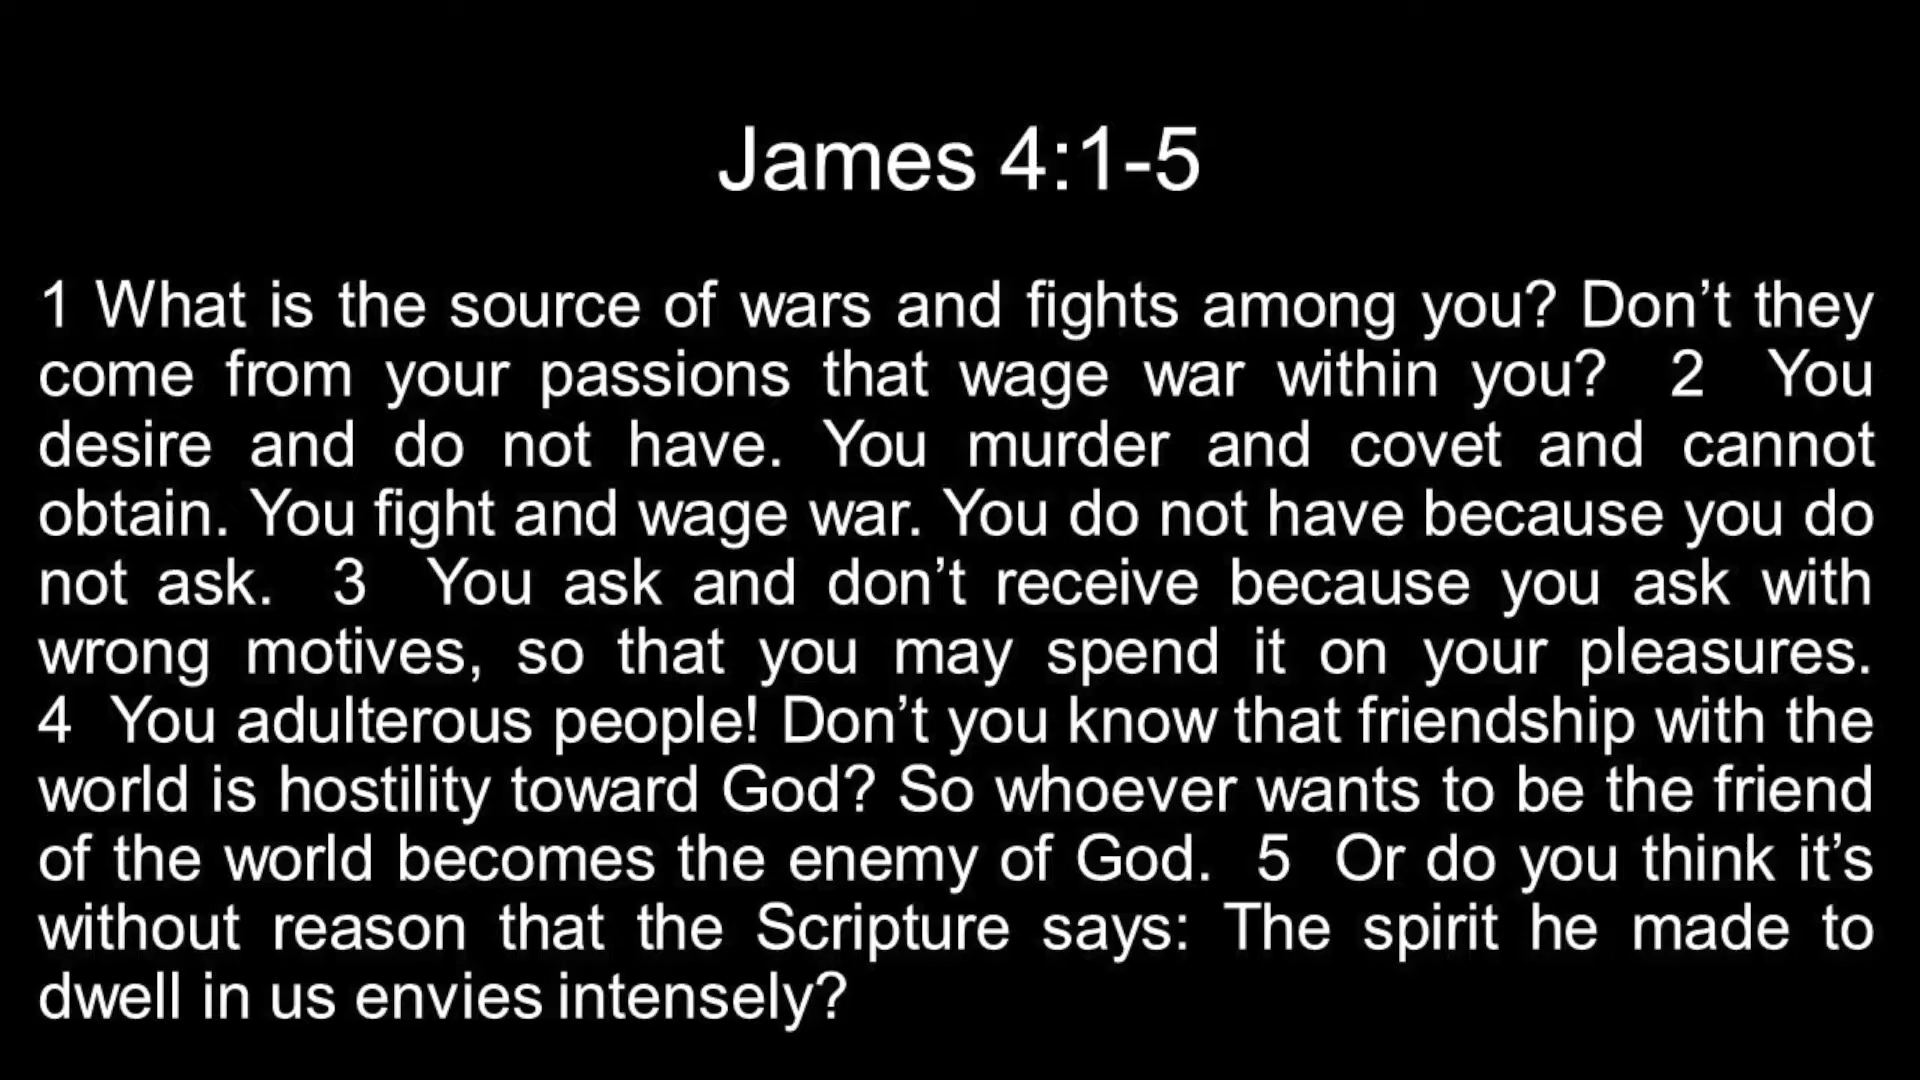 James 4:1-5
1 What is the source of wars and fights among you? Don’t they
come from your passions that wage war within you? 2 You
desire and do not have. You murder and covet and cannot
obtain. You fight and wage war. You do not have because you do
not ask. 3 You ask and don’t receive because you ask with
wrong motives, so that you may spend it on your pleasures.
4 You adulterous people! Don’t you know that friendship with the
world is hostility toward God? So whoever wants to be the friend
of the world becomes the enemy of God. 5 Or do you think it’s
without reason that the Scripture says: The spirit he made to
dwell in us envies intensely?